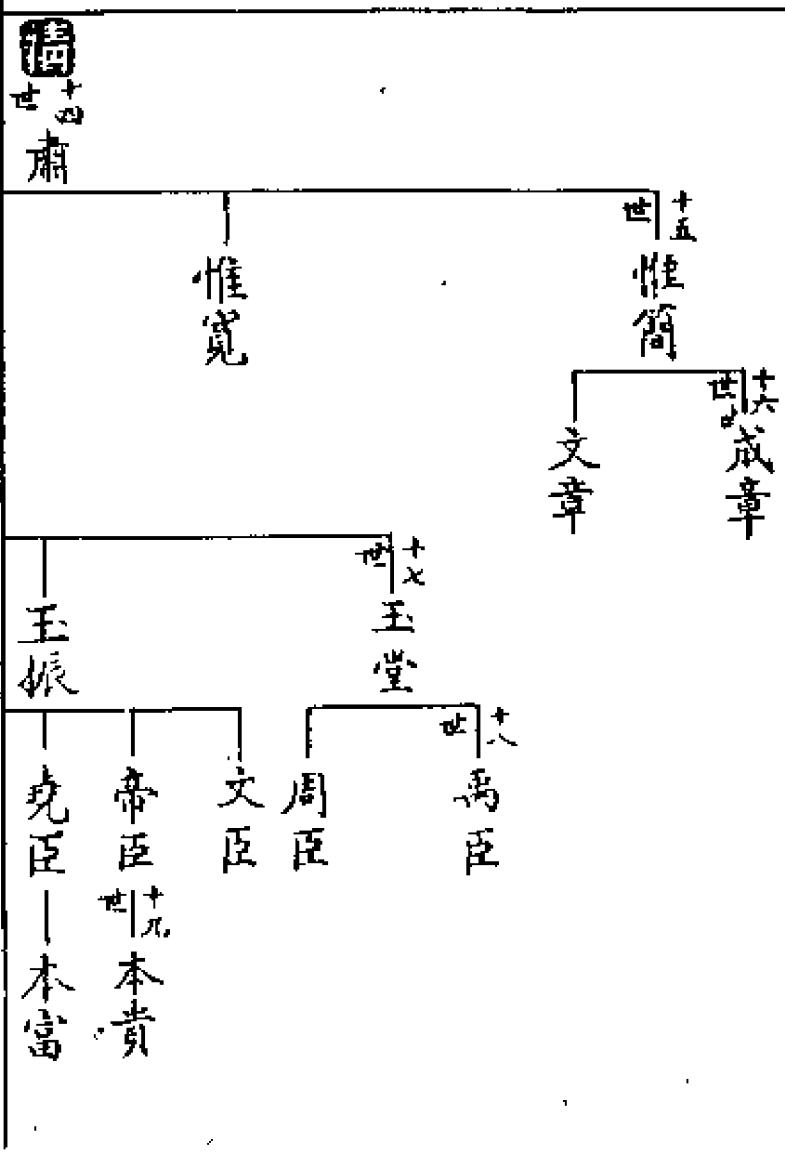 清
十四世
肅
十五世
惟簡
惟寬
十六世
成章
文章
十七世
玉堂
玉振
十八世
禹臣
周臣
文臣
帝臣
堯臣
十九世
本貴
本富